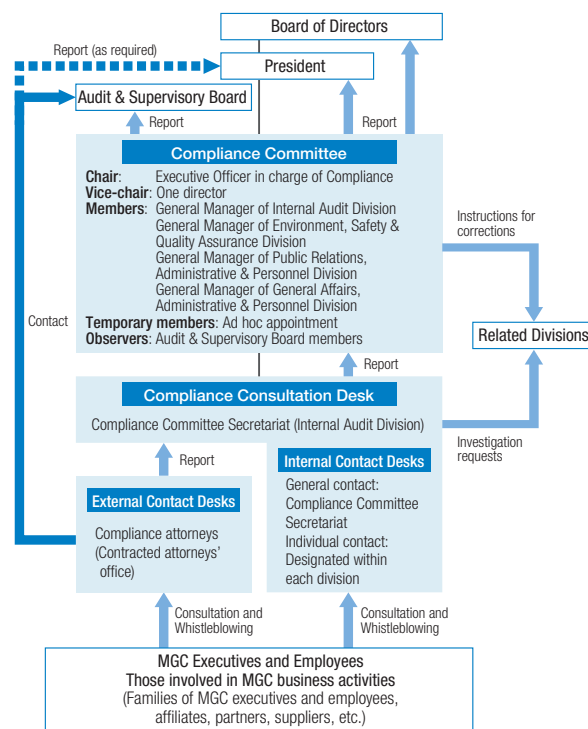 Board of Directors
Report (as required)
President
Audit & Supervisory Board
Report
Report
Compliance Committee
Chair: Executive Officer in charge of Compliance
Vice-chair: One director
Members: General Manager of Internal Audit Division
General Manager of Environment, Safety &
Quality Assurance Division
General Manager of Public Relations,
Administrative & Personnel Division
General Manager of General Affairs,
Administrative & Personnel Division
Temporary members: Ad hoc appointment
Observers: Audit & Supervisory Board members
Instructions for
corrections
Contact
Related Divisions
Report
Compliance Consultation Desk
Compliance Committee Secretariat (Internal Audit Division)
Investigation
requests
Report
Internal Contact Desks
General contact:
Compliance Committee
Secretariat
Individual contact:
Designated within
each division
External Contact Desks
Compliance attorneys
(Contracted attorneys'
office)
Consultation and
Whistleblowing
Consultation and
Whistleblowing
MGC Executives and Employees
Those involved in MGC business activities
(Families of MGC executives and employees,
affiliates, partners, suppliers, etc.)